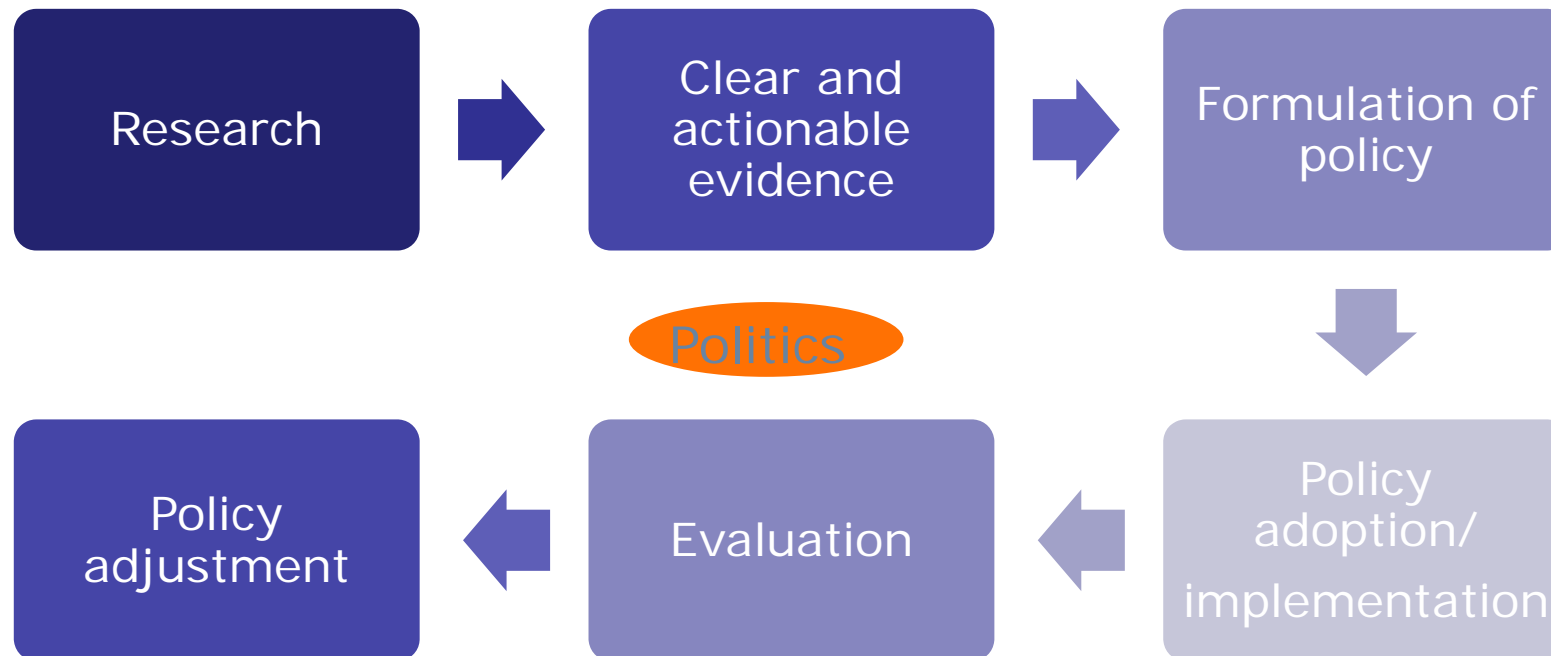 Research
Clear and
actionable
evidence
Formulation of
policy
Politics
Policy
adjustment
Evaluation
Policy
adoption/
implementation